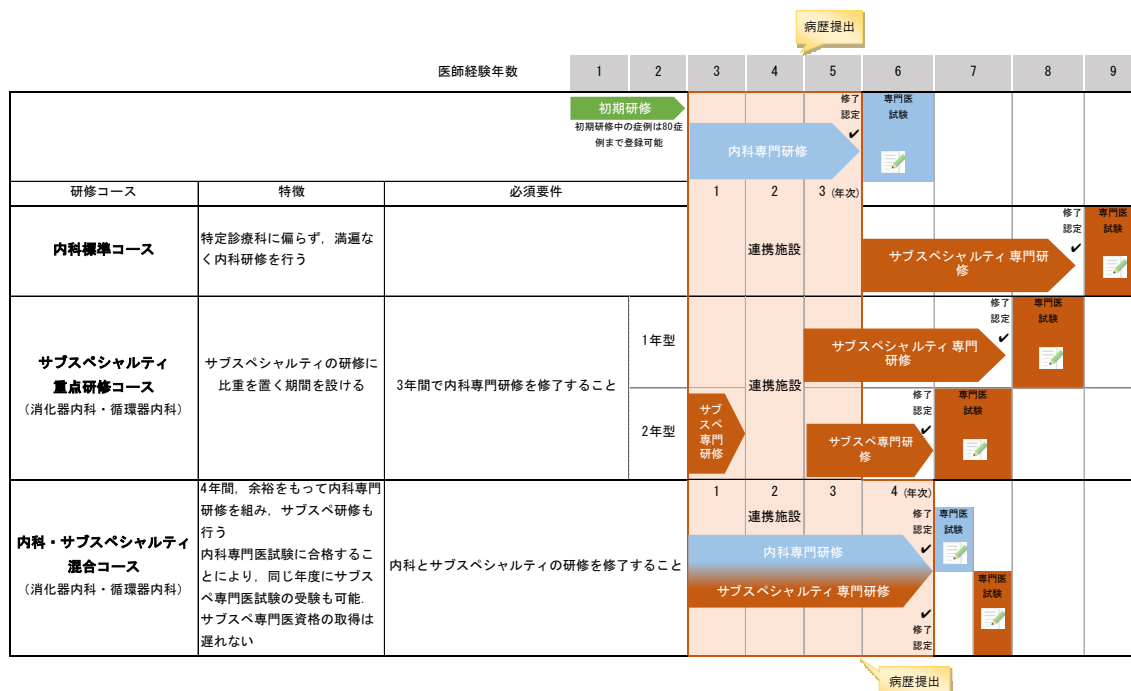 病歴提出
医師経験年数 1 2 3 4 5 6 7 8 9
初期研修
初期研修中の症例は80症
例まで登録可能
内科専門研修
修了
認定
✔
専門医
試験
研修コース 特徴 必須要件 1 2 3 (年次)
内科標準コース
特定診療科に偏らず，満遍な
く内科研修を行う
連携施設
サブスペシャルティ専門研
修
修了
認定
✔
専門医
試験
サブスペシャルティ
重点研修コース
（消化器内科・循環器内科）
サブスペシャルティの研修に
比重を置く期間を設ける
3年間で内科専門研修を修了すること
1年型
連携施設
サブスペシャルティ専門
研修
修了
認定
✔
専門医
試験
2年型
サブ
スペ
専門
研修
サブスペ専門研
修
修了
認定
✔
専門医
試験
内科・サブスペシャルティ
混合コース
（消化器内科・循環器内科）
4年間，余裕をもって内科専門
研修を組み，サブスペ研修も
行う
内科専門医試験に合格するこ
とにより，同じ年度にサブス
ペ専門医試験の受験も可能．
サブスペ専門医資格の取得は
遅れない
内科とサブスペシャルティの研修を修了すること
1 2 3 4 (年次)
連携施設
内科専門研修
サブスペシャルティ専門研修
修了
認定
✔
専門医
試験
✔
修了
認定
専門医
試験
病歴提出